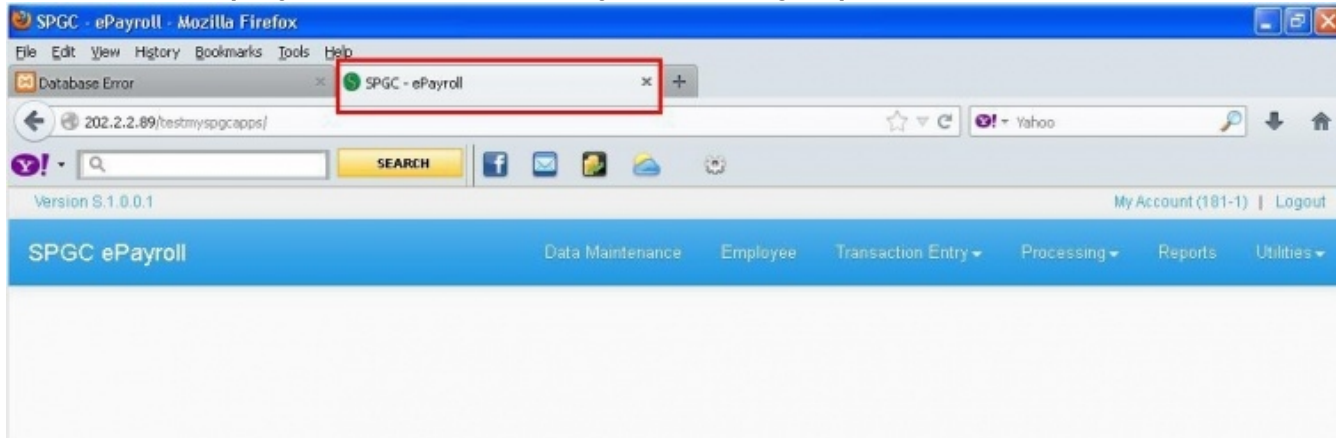 SPGC - ePayroll - Mozilla Firefox
File Edit View History Bookmarks Tools Help
Database Error × SPGC - ePayroll × +
202.2.2.89/testmyspgcapps/ Yahoo
SEARCH
Version S.1.0.0.1 My Account (181-1) | Logout
SPGC ePayroll Data Maintenance Employee Transaction Entry Processing Reports Utilities